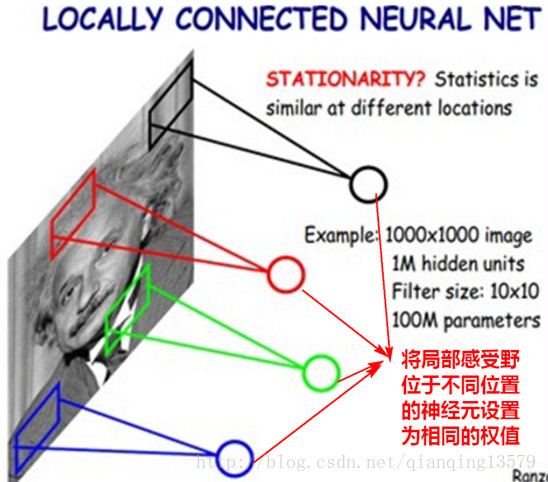 LOCALLY CONNECTED NEURAL NET
STATIONARITY? Statistics is
similar at different locations
Example: 1000x1000 image
1M hidden units
Filter size: 10x10
100M parameters
将局部感受野
位于不同位置
的神经元设置
为相同的权值
http://blog.csdn.net/qianqing13579